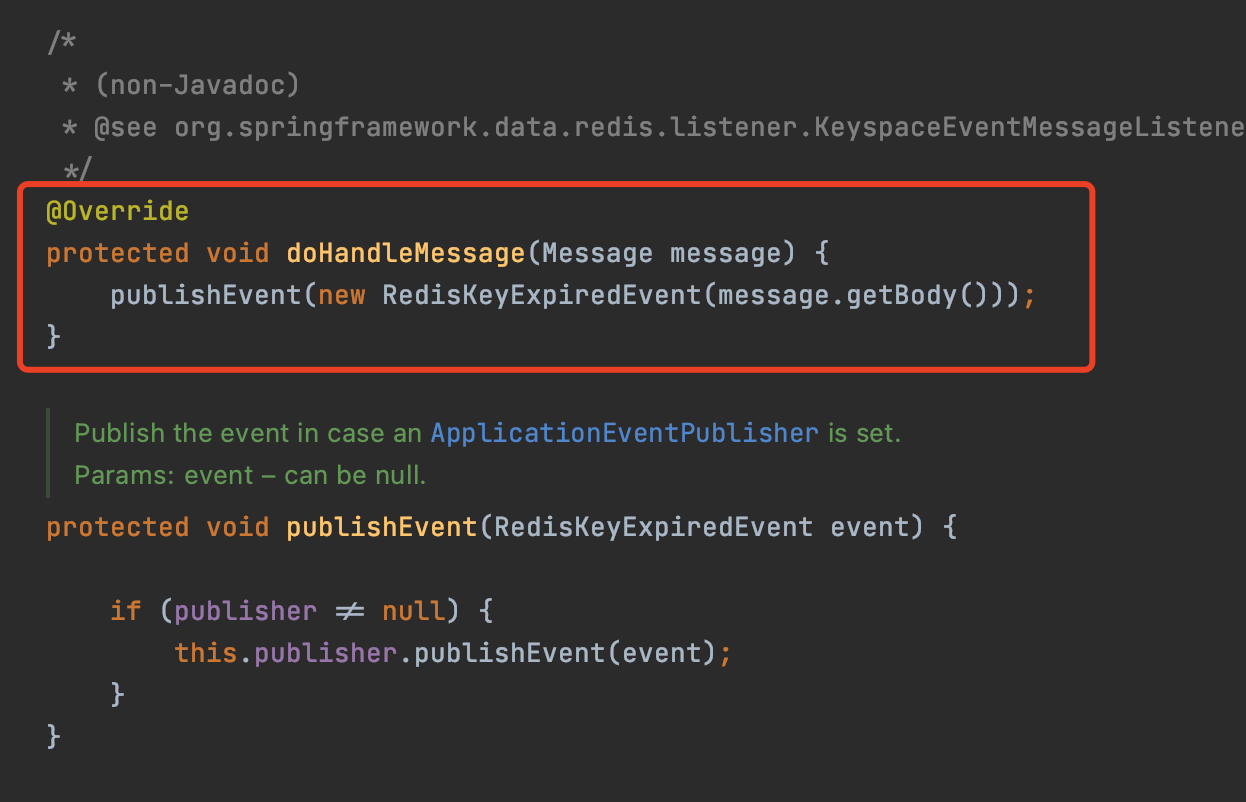 /*
 * (non-Javadoc)
 * @see org.springframework.data.redis.listener.KeyspaceEventMessageListene
 */
@Override
protected void doHandleMessage(Message message) {
    publishEvent(new RedisKeyExpiredEvent(message.getBody()));
}
Publish the event in case an ApplicationEventPublisher is set.
Params: event – can be null.
protected void publishEvent(RedisKeyExpiredEvent event) {
    if (publisher ≠ null) {
        this.publisher.publishEvent(event);
    }
}